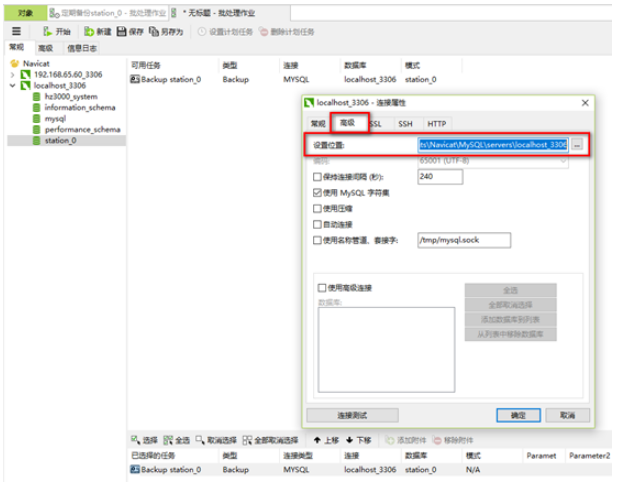 对象 定期备份station_0 - 批处理作业 * 无标题 - 批处理作业
开始 新建 保存 另存为 设置计划任务 删除计划任务
常规 高级 信息日志
Navicat
192.168.65.60_3306
localhost_3306
hz3000_system
information_schema
mysql
performance_schema
station_0
可用任务 类型 连接 数据库 模式
Backup station_0 Backup MYSQL localhost_3306 station_0
localhost_3306 - 连接属性
常规 高级 SSL SSH HTTP
设置位置: ts\Navicat\MySQL\servers\localhost_3306 ...
编码: 65001 (UTF-8)
保持连接间隔 (秒): 240
使用 MySQL 字符集
使用压缩
自动连接
使用名称管道、套接字: /tmp/mysql.sock
使用高级连接
数据库:
全选
全部取消选择
添加数据库到列表
从列表中移除数据库
连接测试 确定 取消
选择 全选 取消选择 全部取消选择 上移 下移 添加附件 移除附件
已选择的任务 类型 连接类型 连接 数据库 模式 Paramet Parameter2
Backup station_0 Backup MYSQL localhost_3306 station_0 N/A